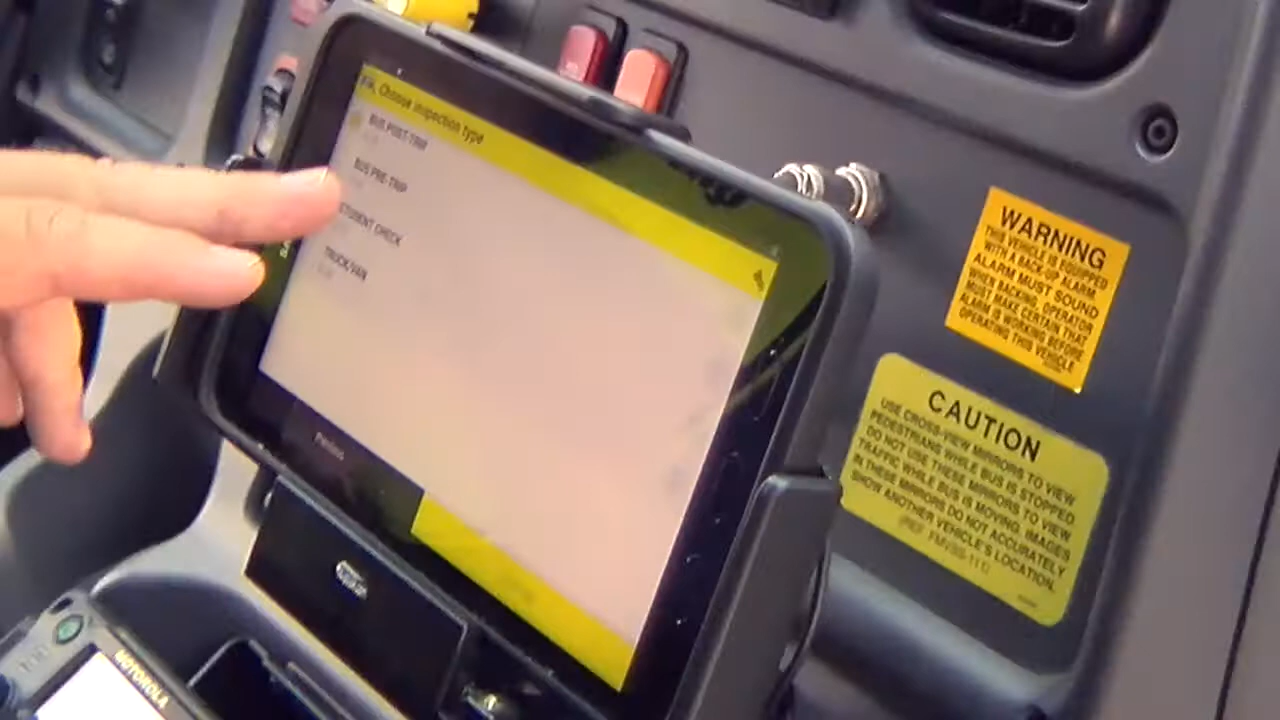 Choose inspection type
BUS POST-TRIP
BUS PRE-TRIP
STUDENT CHECK
TRUCK/VAN
Previous
WARNING
THIS VEHICLE IS EQUIPPED
WITH A BACK-UP ALARM.
ALARM MUST SOUND
WHEN BACKING. OPERATOR
MUST MAKE CERTAIN THAT
ALARM IS WORKING BEFORE
OPERATING THIS VEHICLE
CAUTION
USE CROSS-VIEW MIRRORS TO VIEW
PEDESTRIANS WHILE BUS IS STOPPED
DO NOT USE THESE MIRRORS TO VIEW
TRAFFIC WHILE BUS IS MOVING. IMAGES
IN THESE MIRRORS DO NOT ACCURATELY
SHOW ANOTHER VEHICLE'S LOCATION.
(REF. FMVSS-111)
MOTOROLA